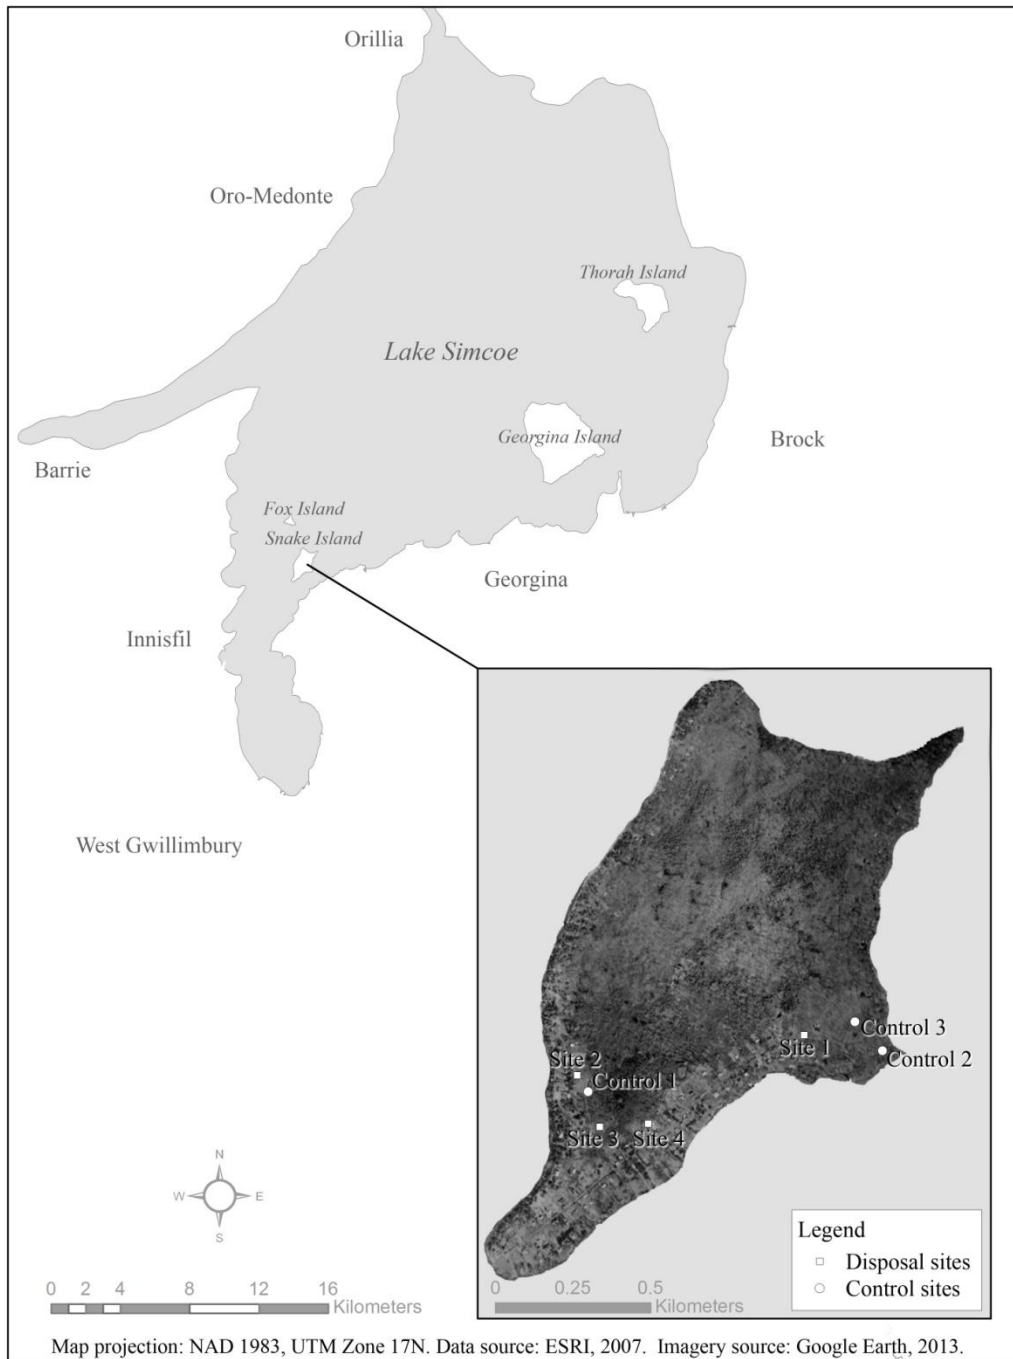 Orillia
Oro-Medonte
Thorah Island
Lake Simcoe
Georgina Island
Brock
Barrie
Fox Island
Snake Island
Georgina
Innisfil
West Gwillimbury
Control 3
Site 1
Control 2
Site 2
Control 1
Site 3 Site 4
N
W E
S
Legend
Disposal sites
Control sites
0 2 4 8 12 16
Kilometers
0 0.25 0.5
Kilometers
Map projection: NAD 1983, UTM Zone 17N. Data source: ESRI, 2007. Imagery source: Google Earth, 2013.